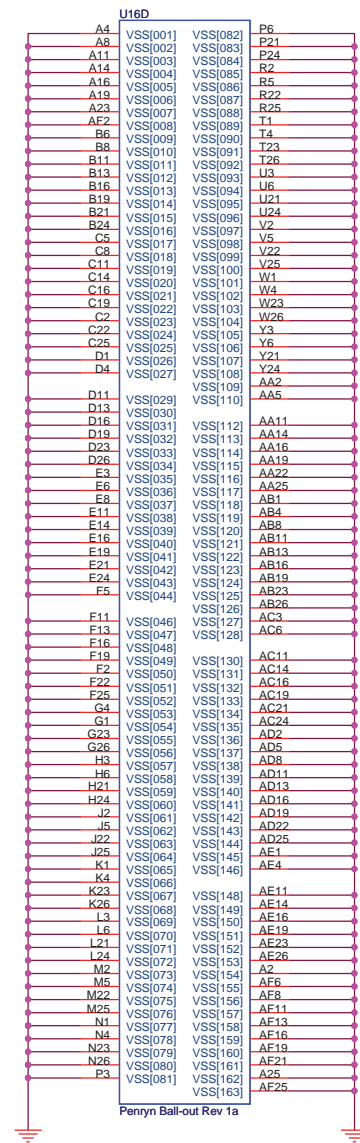 U16D
A4 VSS[001]
A8 VSS[002]
A11 VSS[003]
A14 VSS[004]
A16 VSS[005]
A19 VSS[006]
A23 VSS[007]
AF2 VSS[008]
B6 VSS[009]
B8 VSS[010]
B11 VSS[011]
B13 VSS[012]
B16 VSS[013]
B19 VSS[014]
B21 VSS[015]
B24 VSS[016]
C5 VSS[017]
C8 VSS[018]
C11 VSS[019]
C14 VSS[020]
C16 VSS[021]
C19 VSS[022]
C2 VSS[023]
C22 VSS[024]
C25 VSS[025]
D1 VSS[026]
D4 VSS[027]
D11 VSS[029]
D13 VSS[030]
D16 VSS[031]
D19 VSS[032]
D23 VSS[033]
D26 VSS[034]
E3 VSS[035]
E6 VSS[036]
E8 VSS[037]
E11 VSS[038]
E14 VSS[039]
E16 VSS[040]
E19 VSS[041]
E21 VSS[042]
E24 VSS[043]
F5 VSS[044]
F11 VSS[046]
F13 VSS[047]
F16 VSS[048]
F19 VSS[049]
F2 VSS[050]
F22 VSS[051]
F25 VSS[052]
G4 VSS[053]
G1 VSS[054]
G23 VSS[055]
G26 VSS[056]
H3 VSS[057]
H6 VSS[058]
H21 VSS[059]
H24 VSS[060]
J2 VSS[061]
J5 VSS[062]
J22 VSS[063]
J25 VSS[064]
K1 VSS[065]
K4 VSS[066]
K23 VSS[067]
K26 VSS[068]
L3 VSS[069]
L6 VSS[070]
L21 VSS[071]
L24 VSS[072]
M2 VSS[073]
M5 VSS[074]
M22 VSS[075]
M25 VSS[076]
N1 VSS[077]
N4 VSS[078]
N23 VSS[079]
N26 VSS[080]
P3 VSS[081]
VSS[082] P6
VSS[083] P21
VSS[084] P24
VSS[085] R2
VSS[086] R5
VSS[087] R22
VSS[088] R25
VSS[089] T1
VSS[090] T4
VSS[091] T23
VSS[092] T26
VSS[093] U3
VSS[094] U6
VSS[095] U21
VSS[096] U24
VSS[097] V2
VSS[098] V5
VSS[099] V22
VSS[100] V25
VSS[101] W1
VSS[102] W4
VSS[103] W23
VSS[104] W26
VSS[105] Y3
VSS[106] Y6
VSS[107] Y21
VSS[108] Y24
VSS[109] AA2
VSS[110] AA5
VSS[112] AA11
VSS[113] AA14
VSS[114] AA16
VSS[115] AA19
VSS[116] AA22
VSS[117] AA25
VSS[118] AB1
VSS[119] AB4
VSS[120] AB8
VSS[121] AB11
VSS[122] AB13
VSS[123] AB16
VSS[124] AB19
VSS[125] AB23
VSS[126] AB26
VSS[127] AC3
VSS[128] AC6
VSS[130] AC11
VSS[131] AC14
VSS[132] AC16
VSS[133] AC19
VSS[134] AC21
VSS[135] AC24
VSS[136] AD2
VSS[137] AD5
VSS[138] AD8
VSS[139] AD11
VSS[140] AD13
VSS[141] AD16
VSS[142] AD19
VSS[143] AD22
VSS[144] AD25
VSS[145] AE1
VSS[146] AE4
VSS[148] AE11
VSS[149] AE14
VSS[150] AE16
VSS[151] AE19
VSS[152] AE23
VSS[153] AE26
VSS[154] A2
VSS[155] AF6
VSS[156] AF8
VSS[157] AF11
VSS[158] AF13
VSS[159] AF16
VSS[160] AF19
VSS[161] AF21
VSS[162] A25
VSS[163] AF25
Penryn Ball-out Rev 1a